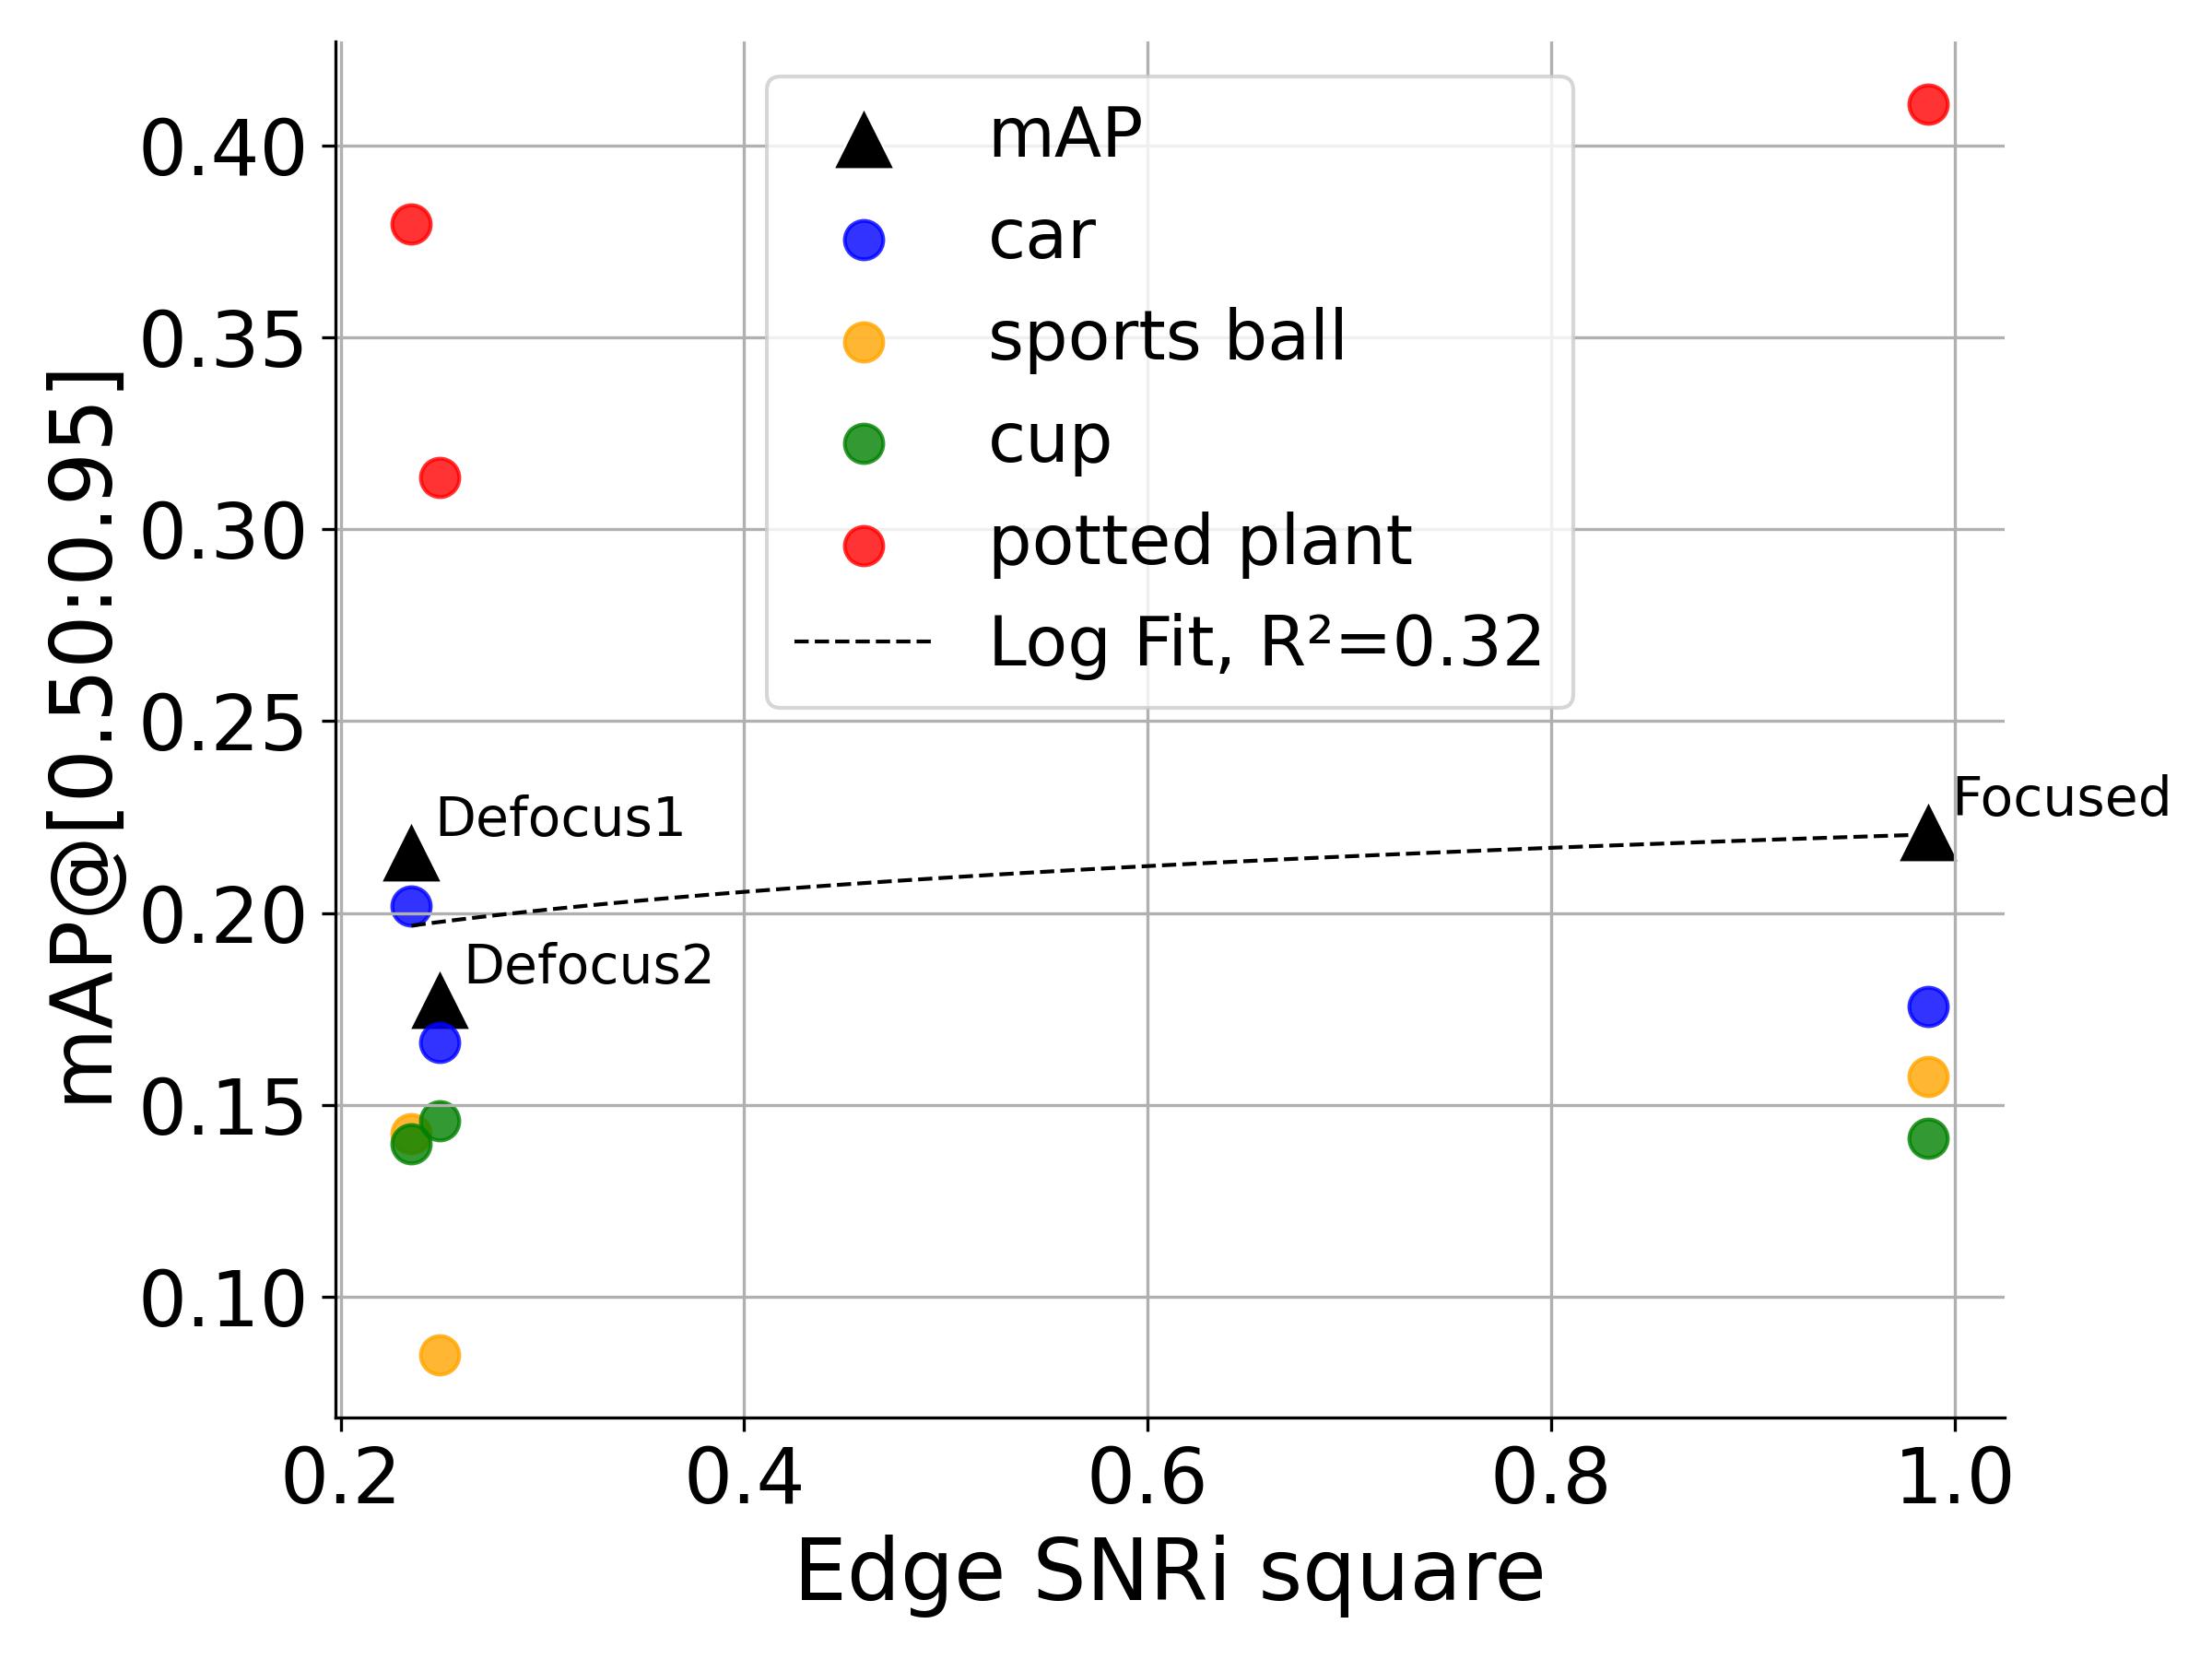 mAP@[0.50:0.95]
0.40
0.35
0.30
0.25
0.20
0.15
0.10
mAP
car
sports ball
cup
potted plant
Log Fit, R²=0.32
Defocus1
Focused
Defocus2
0.2 0.4 0.6 0.8 1.0
Edge SNRi square